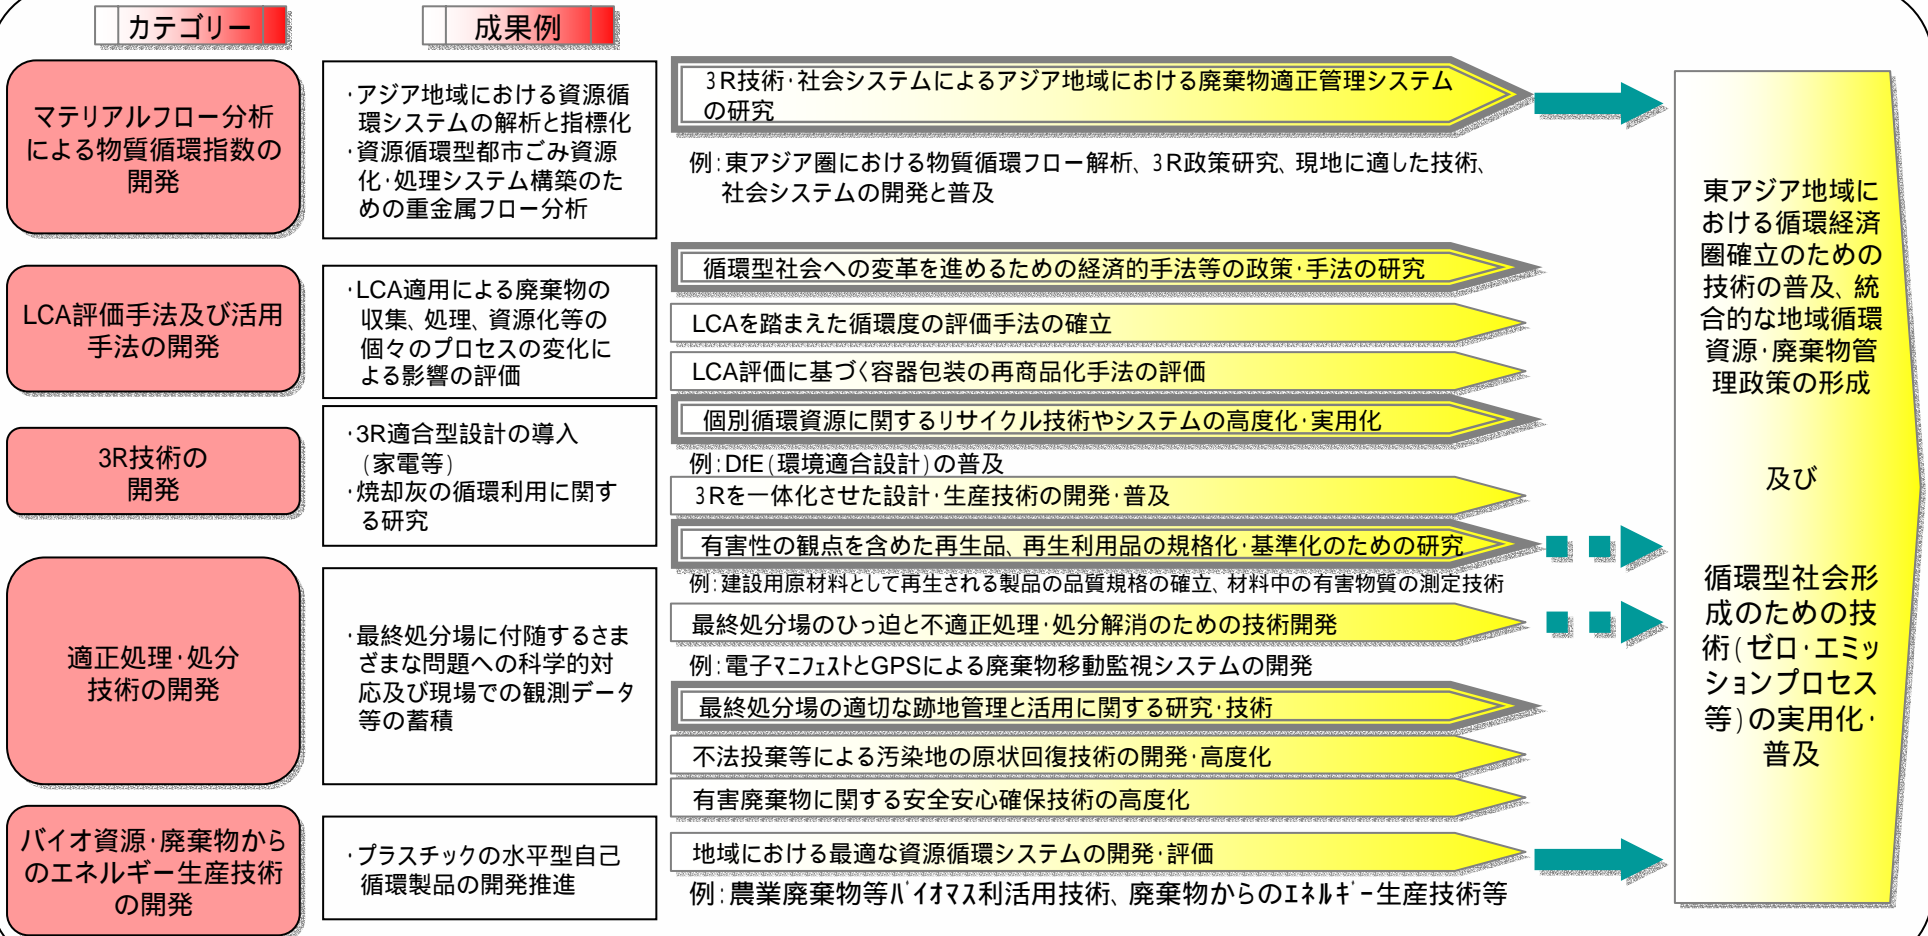 カテゴリー
成果例
マテリアルフロー分析
による物質循環指数の
開発
・アジア地域における資源循
環システムの解析と指標化
・資源循環型都市ごみ資源
化・処理システム構築のた
めの重金属フロー分析
3R技術・社会システムによるアジア地域における廃棄物適正管理システム
の研究
例：東アジア圏における物質循環フロー解析、3R政策研究、現地に適した技術、
社会システムの開発と普及
LCA評価手法及び活用
手法の開発
・LCA適用による廃棄物の
収集、処理、資源化等の
個々のプロセスの変化に
よる影響の評価
循環型社会への変革を進めるための経済的手法等の政策・手法の研究
LCAを踏まえた循環度の評価手法の確立
LCA評価に基づく容器包装の再商品化手法の評価
3R技術の
開発
・3R適合型設計の導入
（家電等）
・焼却灰の循環利用に関す
る研究
個別循環資源に関するリサイクル技術やシステムの高度化・実用化
例：DfE（環境適合設計）の普及
3Rを一体化させた設計・生産技術の開発・普及
有害性の観点を含めた再生品、再生利用品の規格化・基準化のための研究
例：建設用原材料として再生される製品の品質規格の確立、材料中の有害物質の測定技術
適正処理・処分
技術の開発
・最終処分場に付随するさま
ざまな問題への科学的対
応及び現場での観測データ
等の蓄積
最終処分場のひっ迫と不適正処理・処分解消のための技術開発
例：電子ﾏﾆﾌｪｽﾄとGPSによる廃棄物移動監視システムの開発
最終処分場の適切な跡地管理と活用に関する研究・技術
不法投棄等による汚染地の原状回復技術の開発・高度化
有害廃棄物に関する安全安心確保技術の高度化
バイオ資源・廃棄物から
のエネルギー生産技術
の開発
・プラスチックの水平型自己
循環製品の開発推進
地域における最適な資源循環システムの開発・評価
例：農業廃棄物等ﾊﾞｲｵﾏｽ利活用技術、廃棄物からのｴﾈﾙｷﾞｰ生産技術等
東アジア地域に
おける循環経済
圏確立のための
技術の普及、統
合的な地域循環
資源・廃棄物管
理政策の形成
及び
循環型社会形
成のための技
術（ゼロ・エミッ
ションプロセス
等）の実用化・
普及